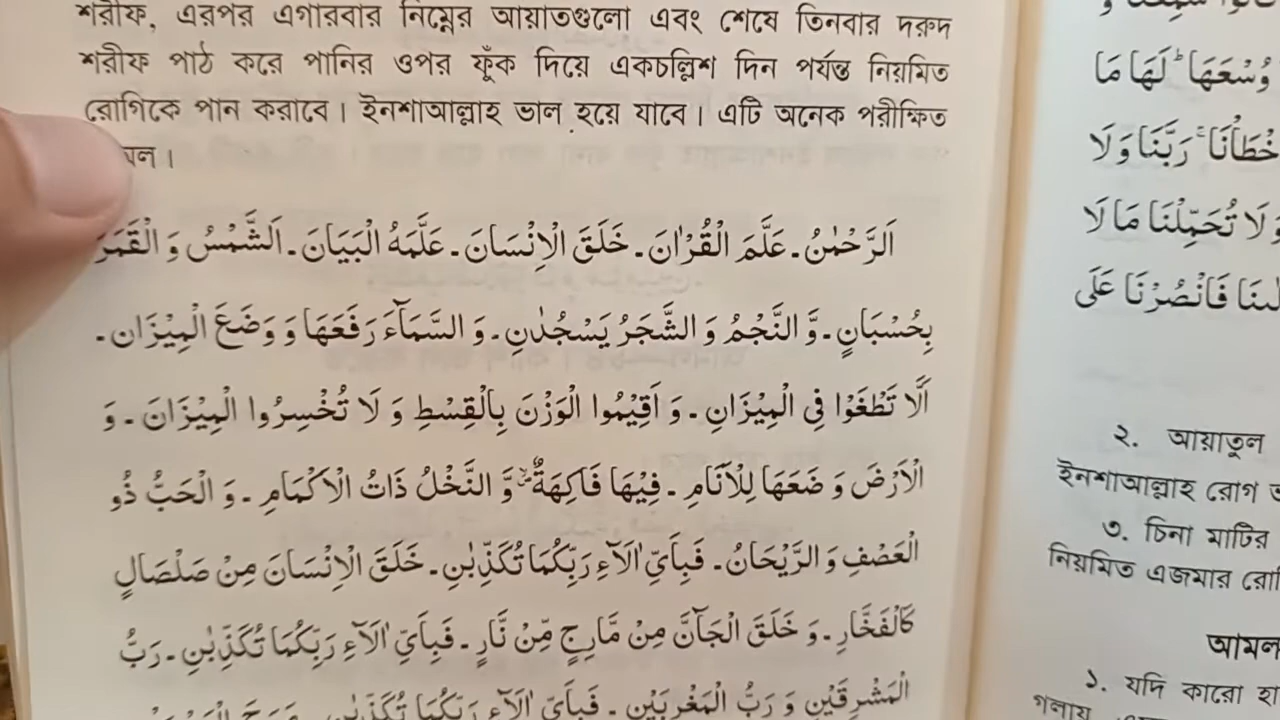 শরীফ, এরপর এগারবার নিম্নের আয়াতগুলো এবং শেষে তিনবার দরুদ
শরীফ পাঠ করে পানির ওপর ফুঁক দিয়ে একচল্লিশ দিন পর্যন্ত নিয়মিত
রোগিকে পান করাবে। ইনশাআল্লাহ ভাল হয়ে যাবে। এটি অনেক পরীক্ষিত
اَلرَّحْمٰنُ۔ عَلَّمَ الْقُرْاٰنَ۔ خَلَقَ الْاِنْسَانَ۔ عَلَّمَهُ الْبَيَانَ۔ اَلشَّمْسُ وَ الْقَمَرُ
بِحُسْبَانٍ۔ وَّ النَّجْمُ وَ الشَّجَرُ يَسْجُدٰنِ۔ وَ السَّمَآءَ رَفَعَهَا وَ وَضَعَ الْمِيْزَانَ۔
اَلَّا تَطْغَوْا فِى الْمِيْزَانِ۔ وَ اَقِيْمُوا الْوَزْنَ بِالْقِسْطِ وَ لَا تُخْسِرُوا الْمِيْزَانَ۔ وَ
الْاَرْضَ وَ ضَعَهَا لِلْاَنَامِ۔ فِيْهَا فَاكِهَةٌ وَّ النَّخْلُ ذَاتُ الْاَكْمَامِ۔ وَ الْحَبُّ ذُو
الْعَصْفِ وَ الرَّيْحَانُ۔ فَبِاَىِّ اٰلَآءِ رَبِّكُمَا تُكَذِّبٰنِ۔ خَلَقَ الْاِنْسَانَ مِنْ صَلْصَالٍ
كَالْفَخَّارِ۔ وَ خَلَقَ الْجَآنَّ مِنْ مَّارِجٍ مِّنْ نَّارٍ۔ فَبِاَىِّ اٰلَآءِ رَبِّكُمَا تُكَذِّبٰنِ۔ رَبُّ
الْمَشْرِقَيْنِ وَ رَبُّ الْمَغْرِبَيْنِ۔ فَبِاَىِّ اٰلَآءِ رَبِّكُمَا تُكَذِّبٰنِ۔
وُسْعَهَا لَهَا مَا
رَبَّنَا وَ لَا
وَ لَا تُحَمِّلْنَا مَا لَا
فَانْصُرْنَا عَلَى
২. আয়াতুল
ইনশাআল্লাহ রোগ
৩. চিনা মাটির
নিয়মিত এজমার
আমল
১. যদি কারো
গলায়